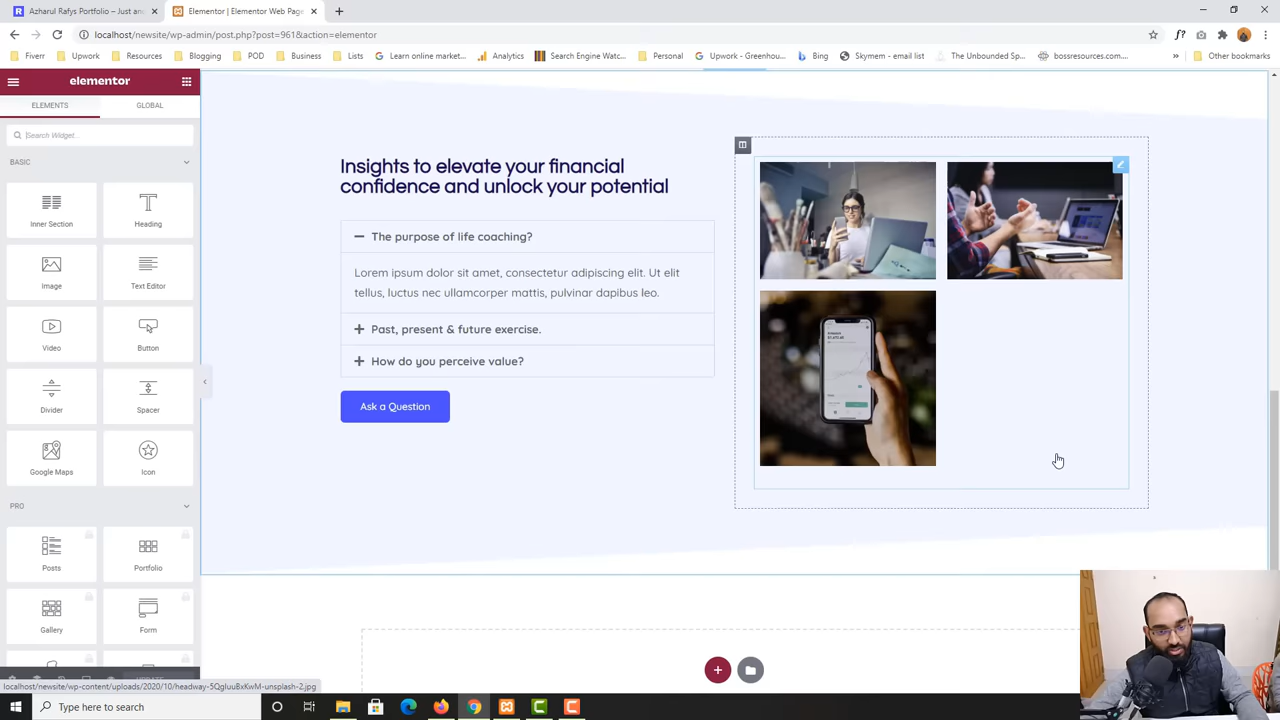 Azharul Rafys Portfolio – Just an
Elementor | Elementor Web Page
localhost/newsite/wp-admin/post.php?post=961&action=elementor
Fiverr
Upwork
Resources
Blogging
POD
Business
Lists
Learn online market...
Analytics
Search Engine Watc...
Personal
Upwork - Greenhou...
Bing
Skymem - email list
The Unbounded Sp...
bossresources.com...
Other bookmarks
elementor
ELEMENTS
GLOBAL
Search Widget...
BASIC
Inner Section
Heading
Image
Text Editor
Video
Button
Divider
Spacer
Google Maps
Icon
PRO
Posts
Portfolio
Gallery
Form
Insights to elevate your financial
confidence and unlock your potential
The purpose of life coaching?
Lorem ipsum dolor sit amet, consectetur adipiscing elit. Ut elit
tellus, luctus nec ullamcorper mattis, pulvinar dapibus leo.
Past, present & future exercise.
How do you perceive value?
Ask a Question
localhost/newsite/wp-content/uploads/2020/10/headway-5QgIuuBxKwM-unsplash-2.jpg
Type here to search